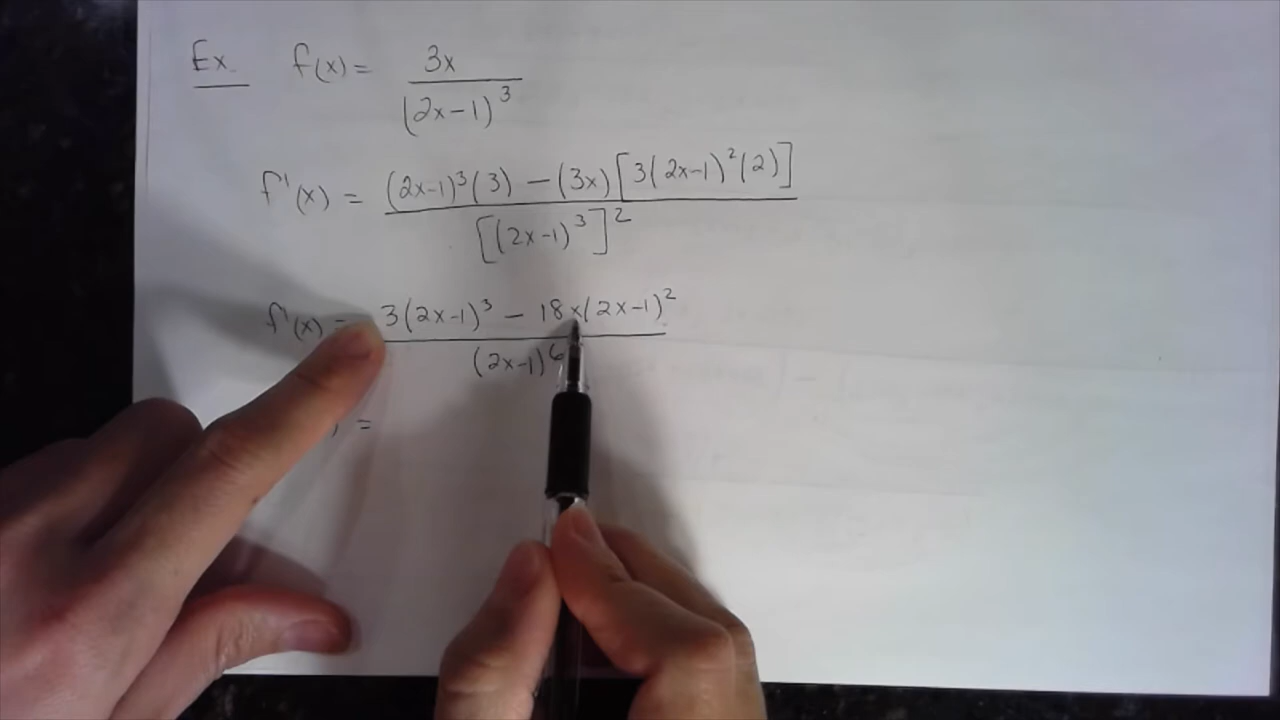 Ex. f(x) = 3x / (2x-1)^3
f'(x) = (2x-1)^3(3) - (3x)[3(2x-1)^2(2)] / [(2x-1)^3]^2
f'(x) = 3(2x-1)^3 - 18x(2x-1)^2 / (2x-1)^6
) =